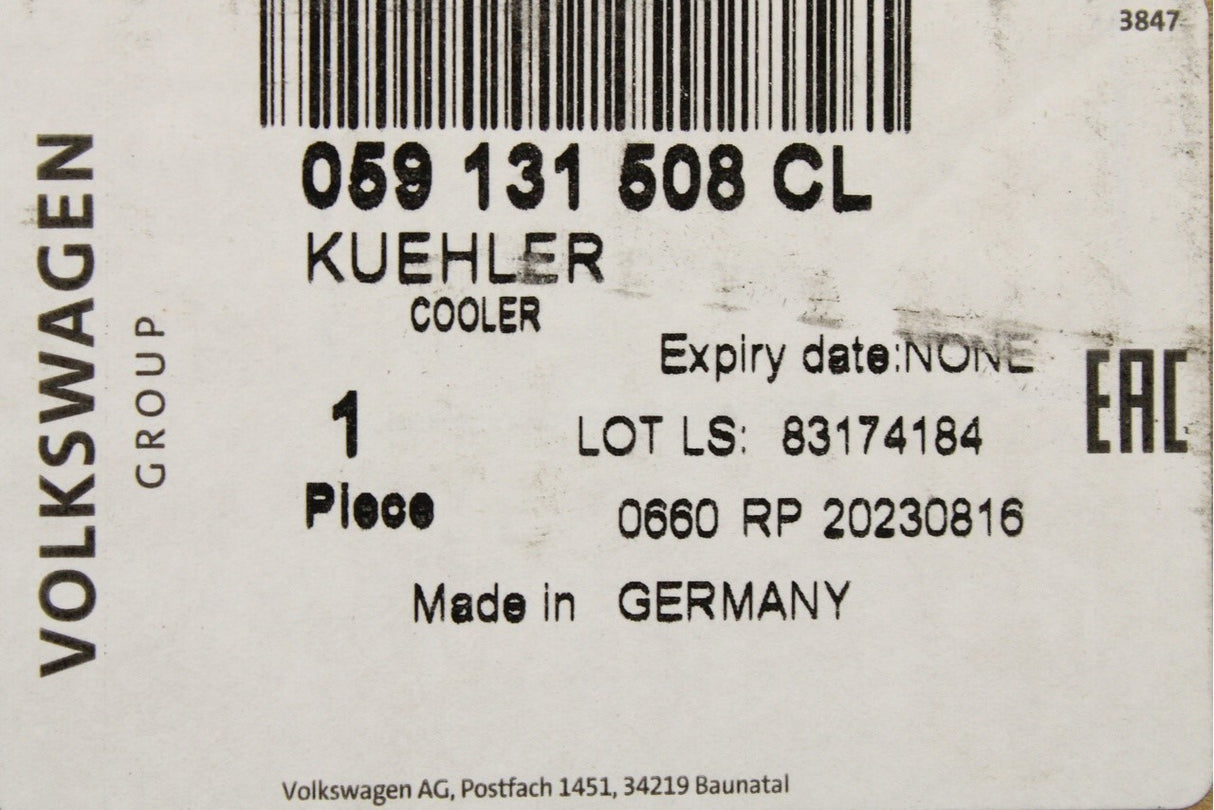 3847
059 131 508 CL
KUEHLER
COOLER
Expiry date:NONE
EAC
1
LOT LS: 83174184
Piece
0660 RP 20230816
Made in GERMANY
VOLKSWAGEN
GROUP
Volkswagen AG, Postfach 1451, 34219 Baunatal